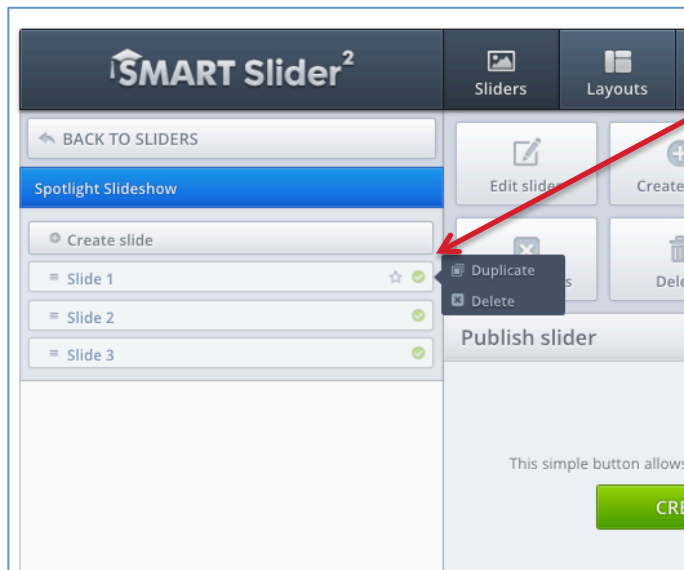 SMART Slider2
Sliders
Layouts
BACK TO SLIDERS
Spotlight Slideshow
Edit slider
Create
Create slide
Slide 1
Duplicate
Delete
Slide 2
Slide 3
Publish slider
This simple button allows